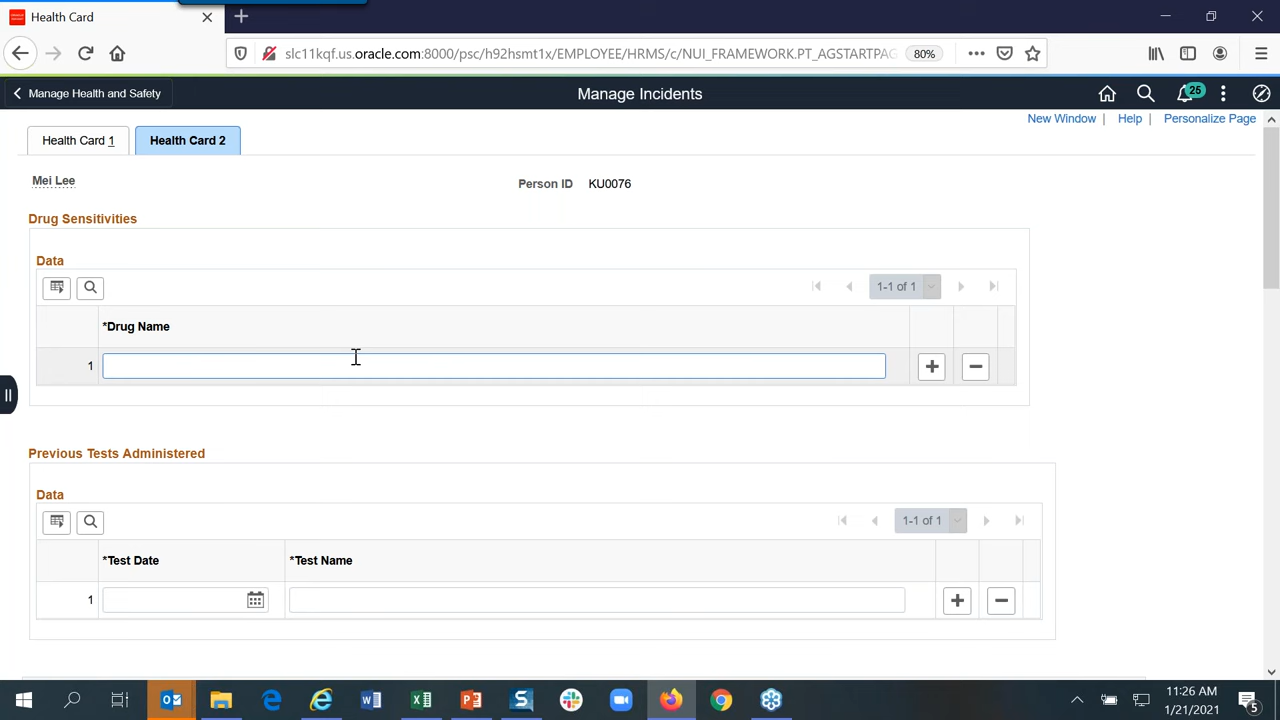 Health Card
slc11kqf.us.oracle.com:8000/psc/h92hsmt1x/EMPLOYEE/HRMS/c/NUI_FRAMEWORK.PT_AGSTARTPAG
80%
Manage Health and Safety
Manage Incidents
25
New Window | Help | Personalize Page
Health Card 1
Health Card 2
Mei Lee
Person ID KU0076
Drug Sensitivities
Data
1-1 of 1
*Drug Name
1
Previous Tests Administered
Data
1-1 of 1
*Test Date
*Test Name
1
11:26 AM
1/21/2021
5